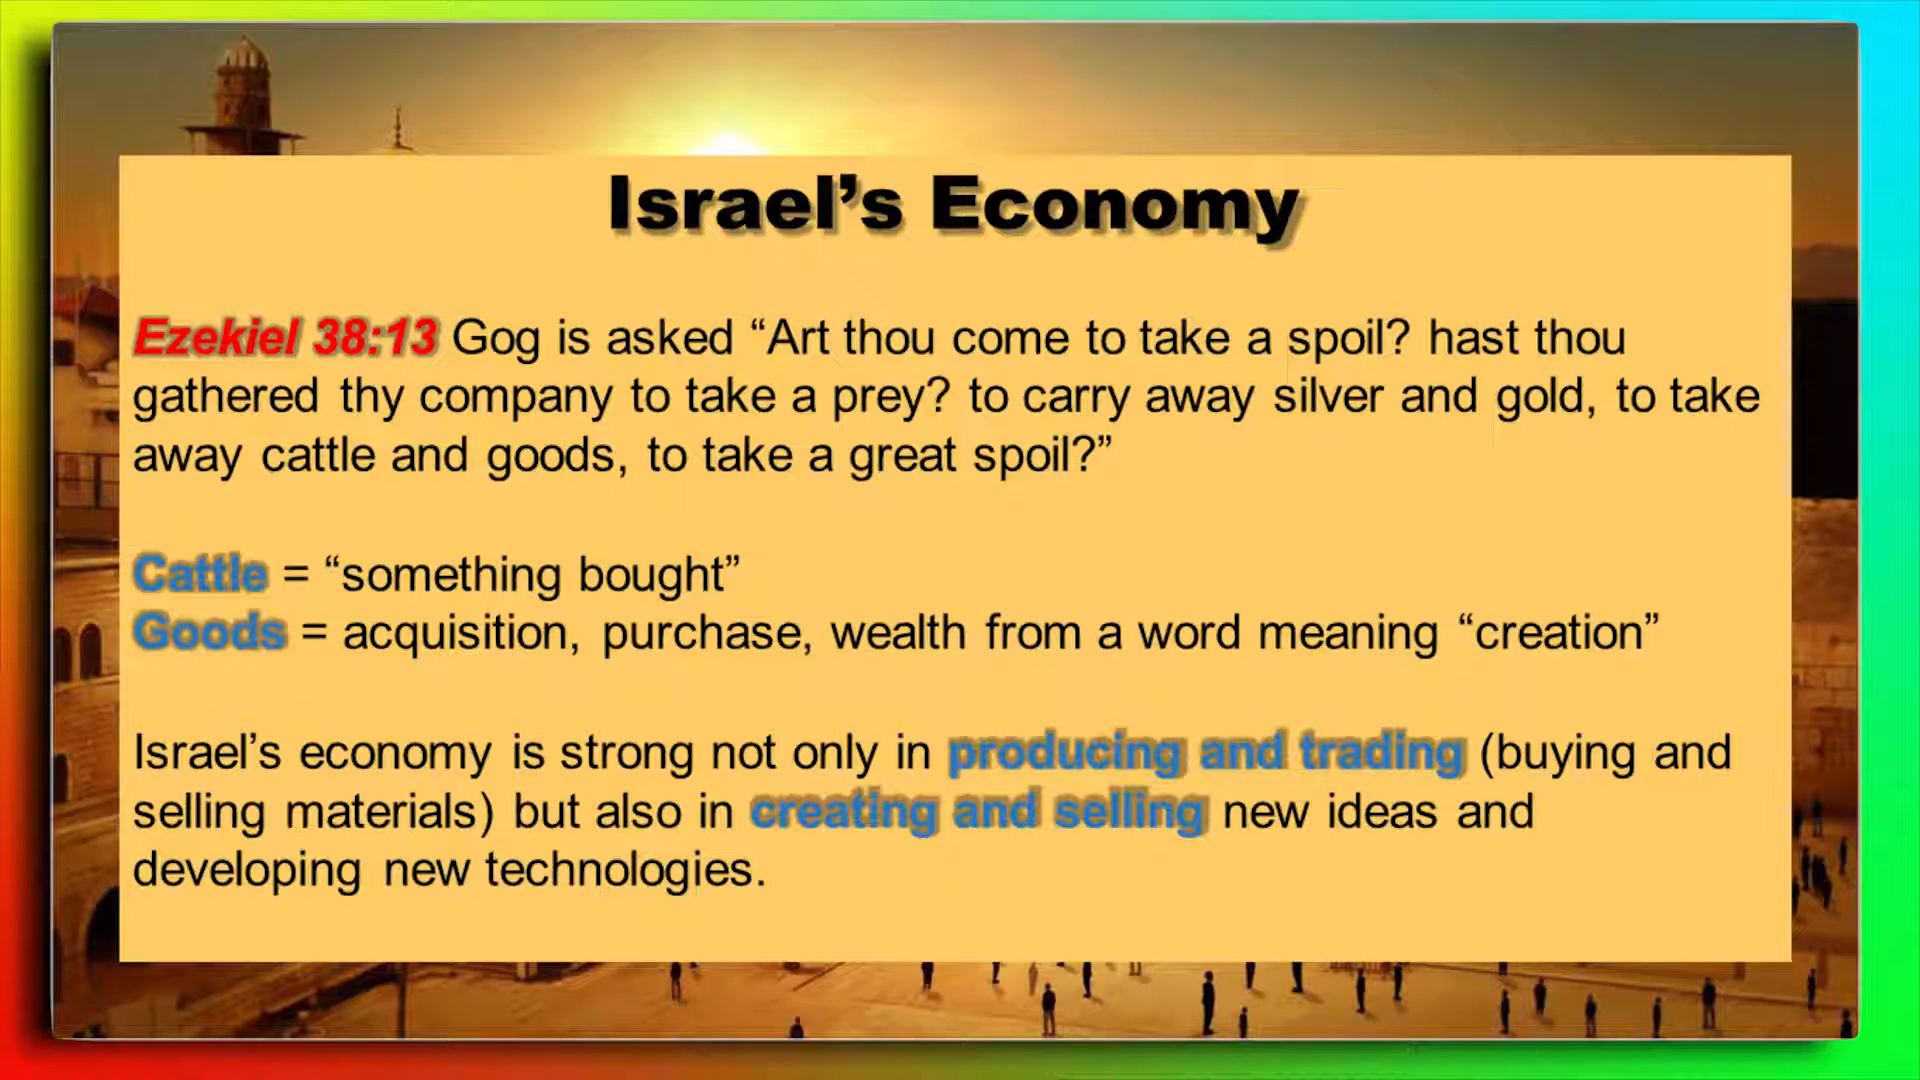 Israel’s Economy
Ezekiel 38:13 Gog is asked “Art thou come to take a spoil? hast thou
gathered thy company to take a prey? to carry away silver and gold, to take
away cattle and goods, to take a great spoil?”
Cattle = “something bought”
Goods = acquisition, purchase, wealth from a word meaning “creation”
Israel’s economy is strong not only in producing and trading (buying and
selling materials) but also in creating and selling new ideas and
developing new technologies.